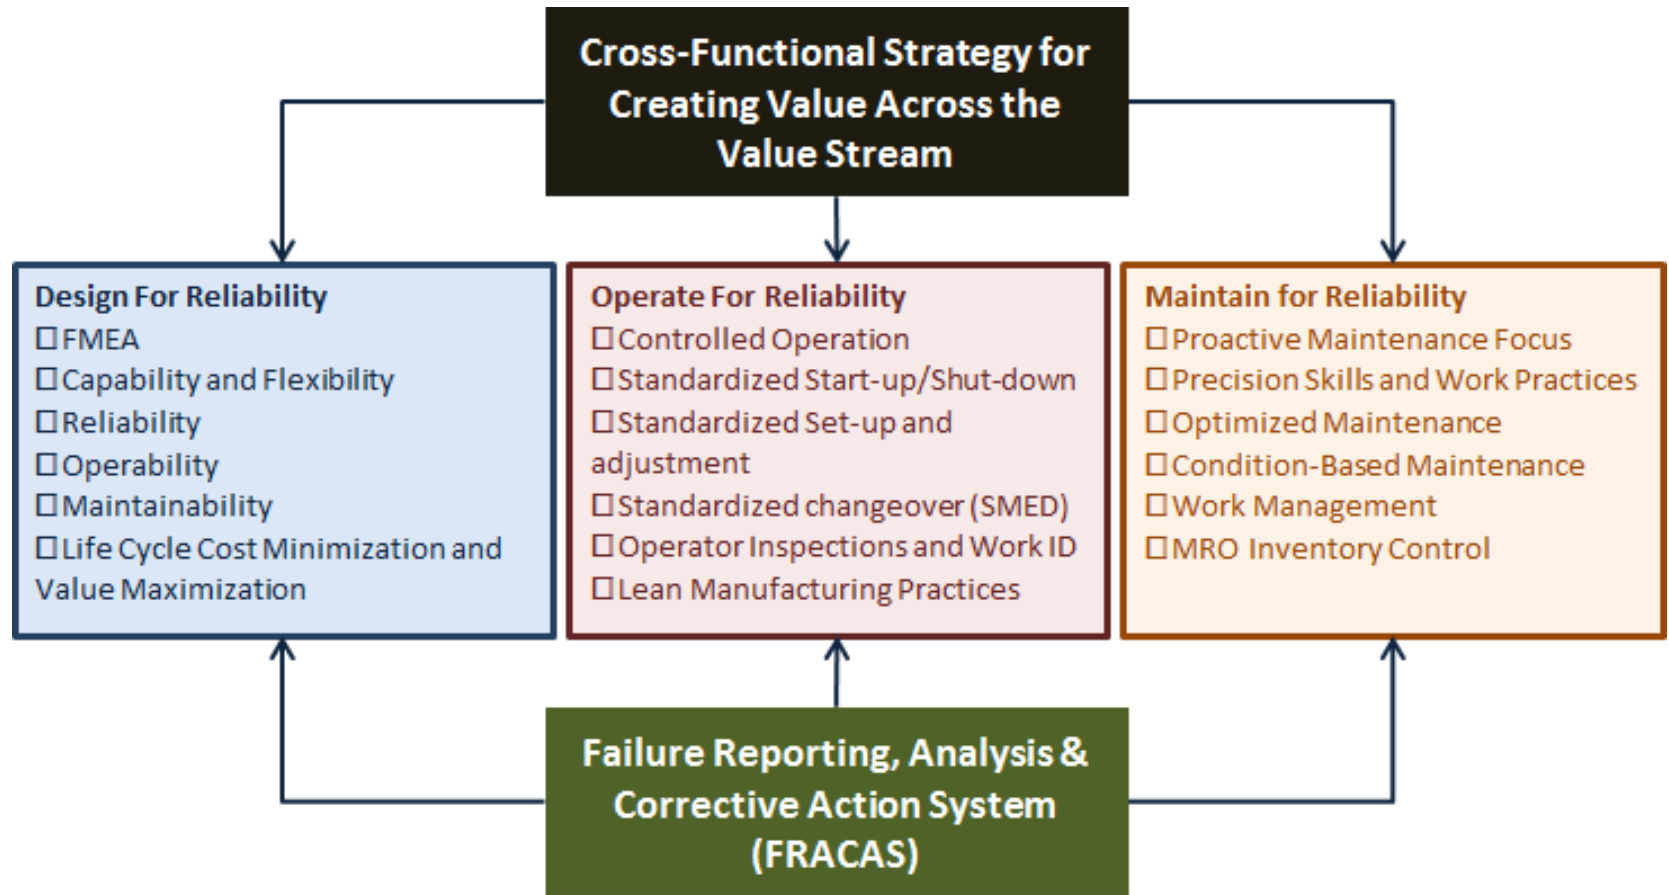 Cross-Functional Strategy for
Creating Value Across the
Value Stream
Design For Reliability
☐FMEA
☐Capability and Flexibility
☐Reliability
☐Operability
☐Maintainability
☐Life Cycle Cost Minimization and
Value Maximization
Operate For Reliability
☐Controlled Operation
☐Standardized Start-up/Shut-down
☐Standardized Set-up and
adjustment
☐Standardized changeover (SMED)
☐Operator Inspections and Work ID
☐Lean Manufacturing Practices
Maintain for Reliability
☐Proactive Maintenance Focus
☐Precision Skills and Work Practices
☐Optimized Maintenance
☐Condition-Based Maintenance
☐Work Management
☐MRO Inventory Control
Failure Reporting, Analysis &
Corrective Action System
(FRACAS)